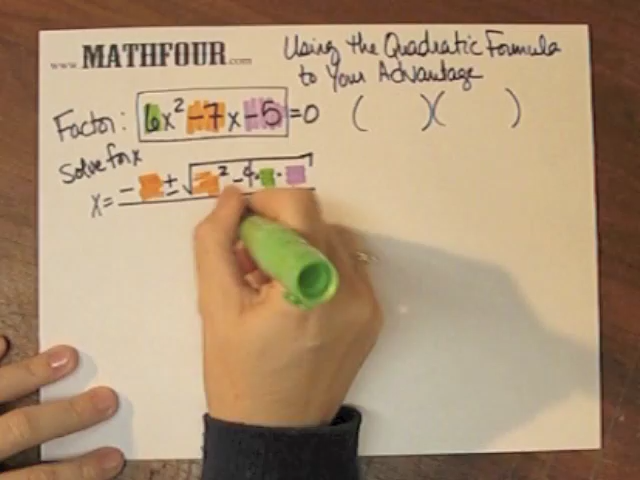 www.MATHFOUR.com
Using the Quadratic Formula
to Your Advantage
Factor: 6x² -7x -5 =0 (    )(    )
Solve for x
x= - ± √ ² -4· ·